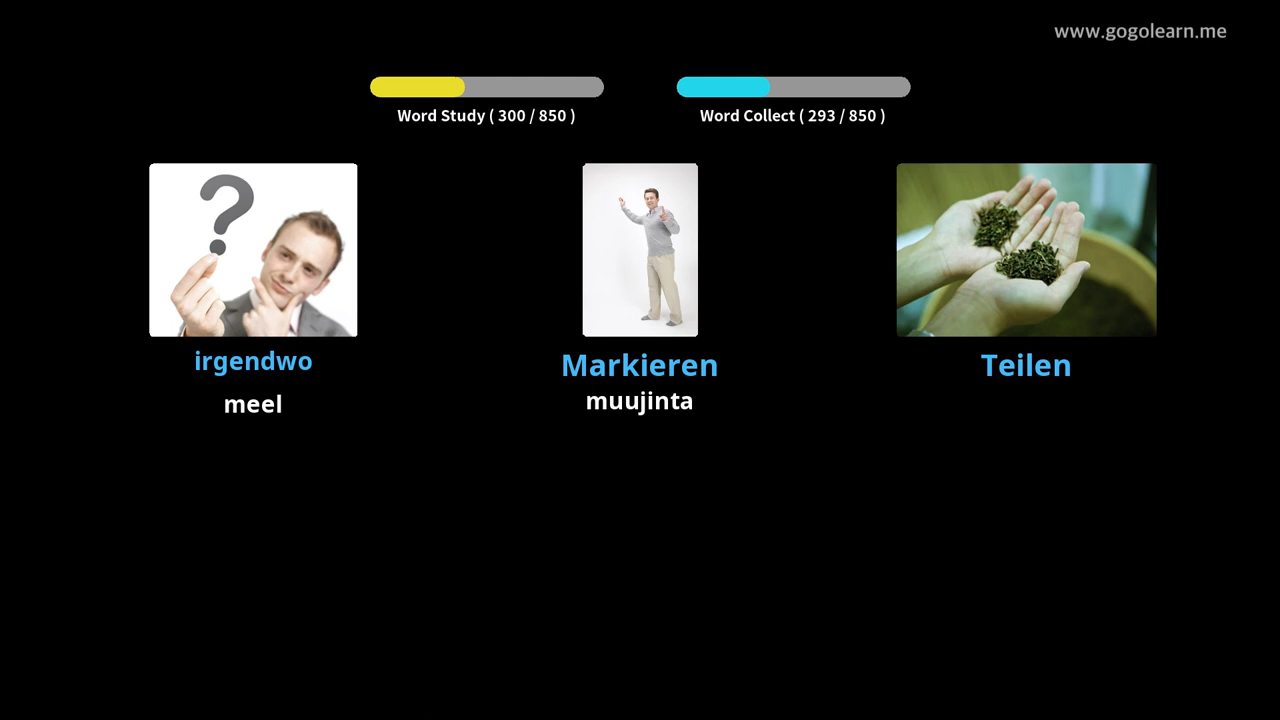 www.gogolearn.me
Word Study ( 300 / 850 )
Word Collect ( 293 / 850 )
?
irgendwo
Markieren
Teilen
meel
muujinta